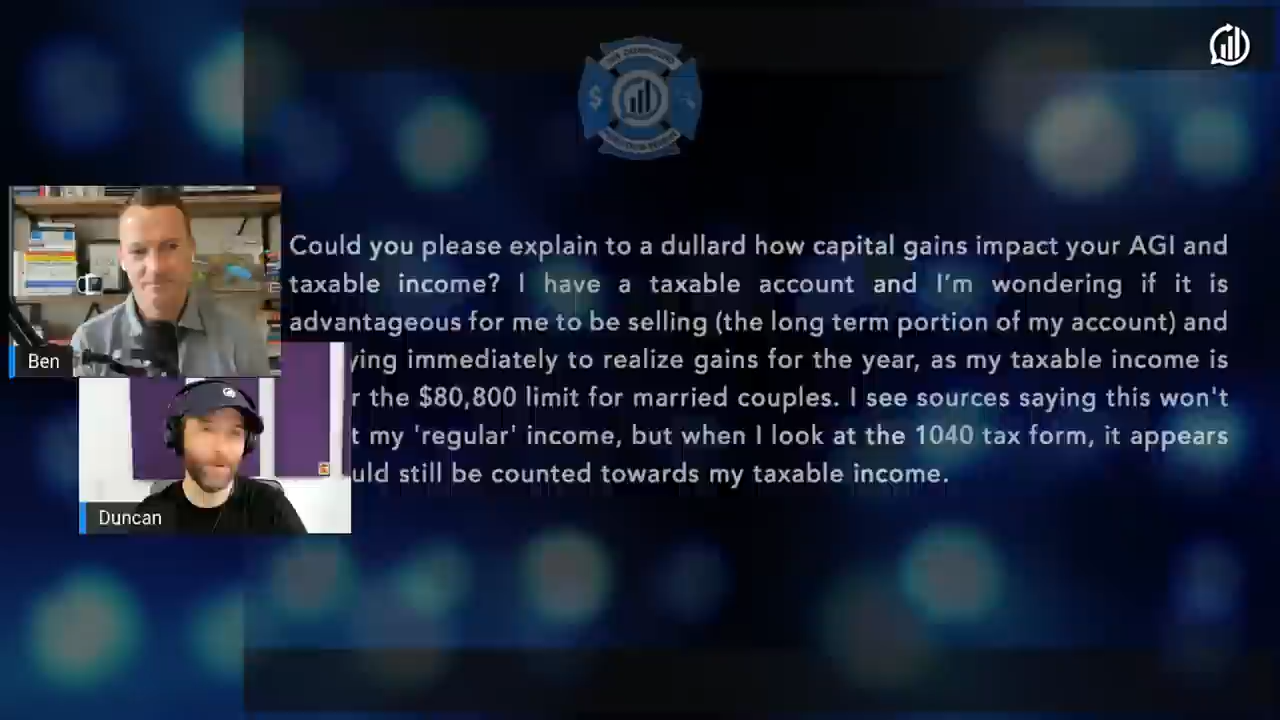 Could you please explain to a dullard how capital gains impact your AGI and
taxable income? I have a taxable account and I'm wondering if it is
advantageous for me to be selling (the long term portion of my account) and
ying immediately to realize gains for the year, as my taxable income is
r the $80,800 limit for married couples. I see sources saying this won't
t my 'regular' income, but when I look at the 1040 tax form, it appears
uld still be counted towards my taxable income.
Ben
Duncan